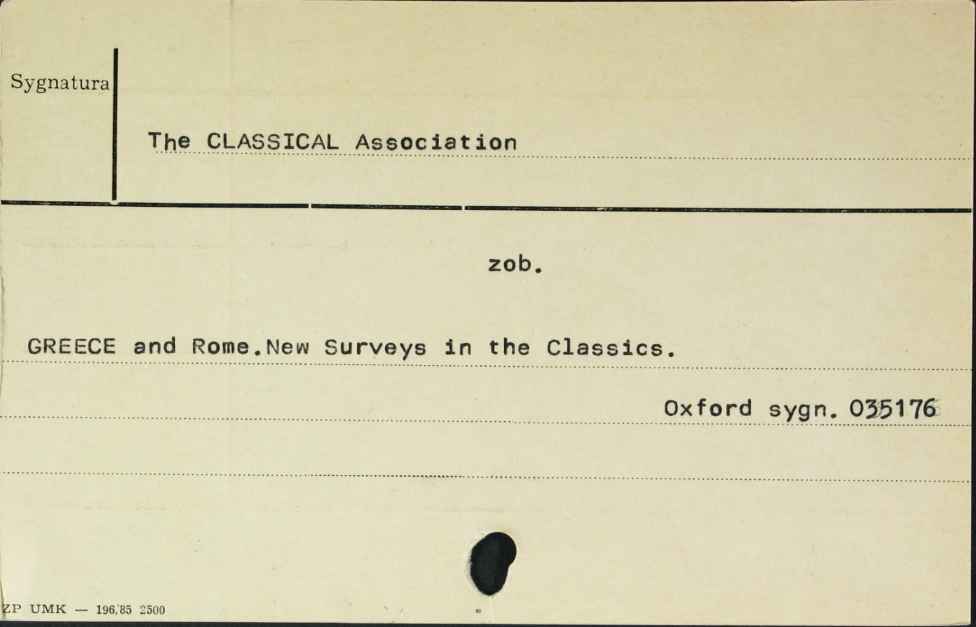 Sygnatura
The CLASSICAL Association
zob.
GREECE and Rome.New Surveys in the Classics.
Oxford sygn. 035176
ZP UMK — 196/85 2500